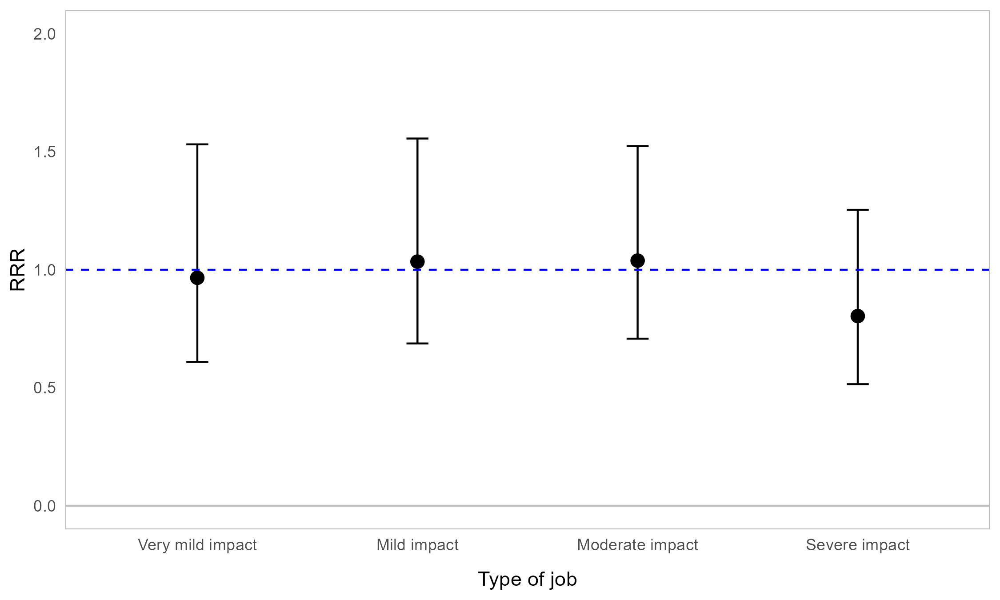 2.0
1.5
1.0
0.5
0.0
RRR
Very mild impact
Mild impact
Moderate impact
Severe impact
Type of job